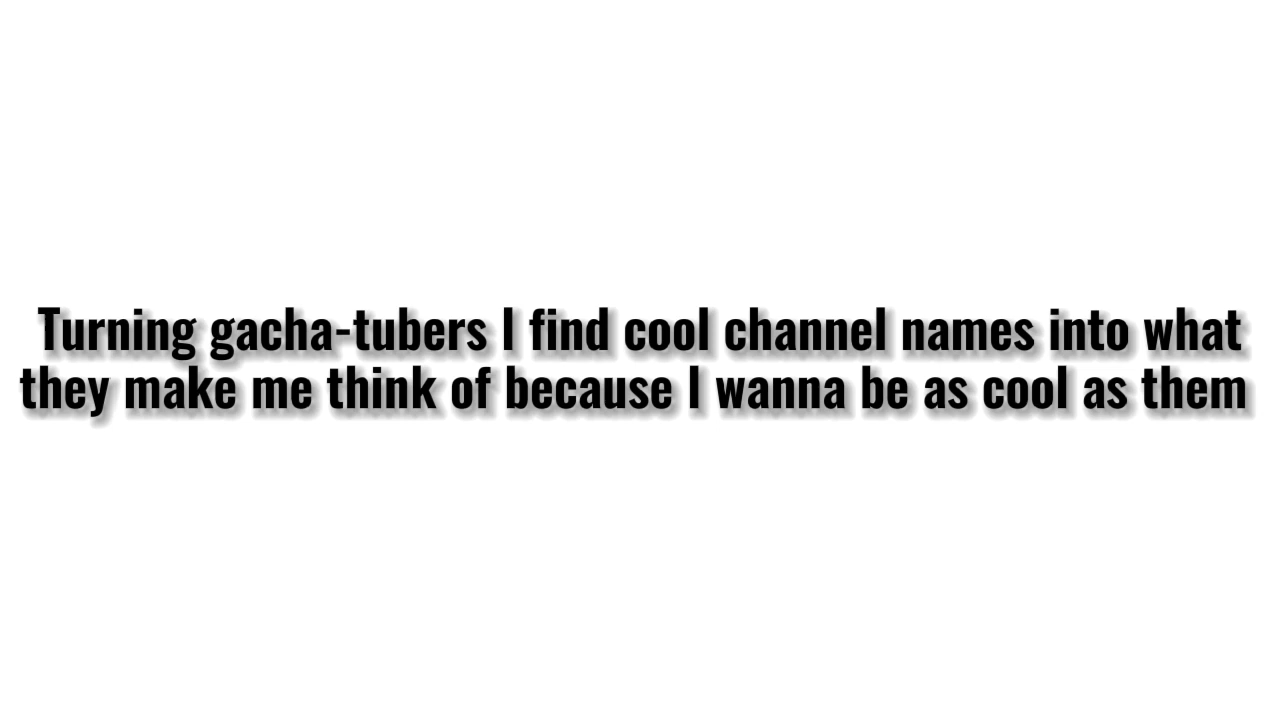 Turning gacha-tubers I find cool channel names into what
they make me think of because I wanna be as cool as them